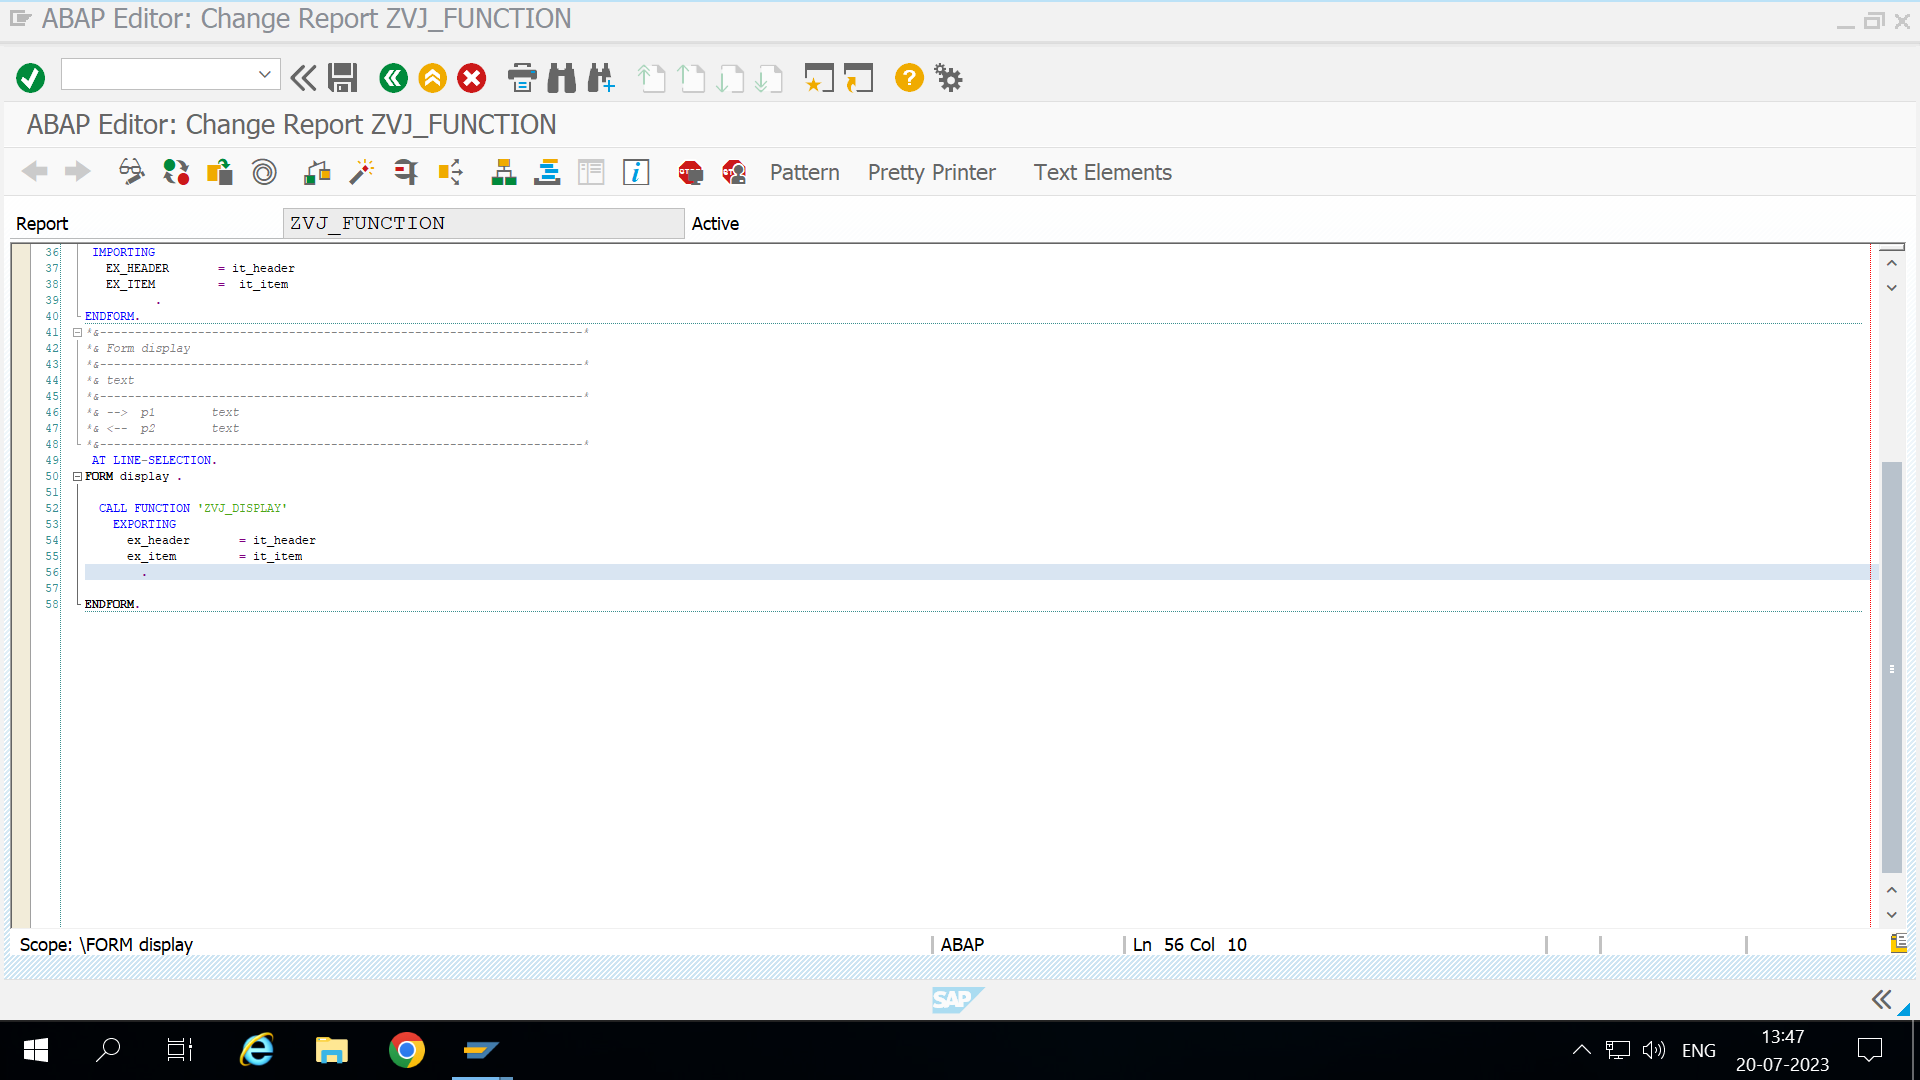 ABAP Editor: Change Report ZVJ_FUNCTION
ABAP Editor: Change Report ZVJ_FUNCTION
Pattern Pretty Printer Text Elements
Report ZVJ_FUNCTION Active
36 IMPORTING
37 EX_HEADER = it_header
38 EX_ITEM = it_item
39 .
40 ENDFORM.
41 *&---------------------------------------------------------------------*
42 *& Form display
43 *&---------------------------------------------------------------------*
44 *& text
45 *&---------------------------------------------------------------------*
46 *& --> p1 text
47 *& <-- p2 text
48 *&---------------------------------------------------------------------*
49 AT LINE-SELECTION.
50 FORM display .
51
52 CALL FUNCTION 'ZVJ_DISPLAY'
53 EXPORTING
54 ex_header = it_header
55 ex_item = it_item
56 .
57
58 ENDFORM.
Scope: \FORM display ABAP Ln 56 Col 10
SAP
ENG
13:47
20-07-2023